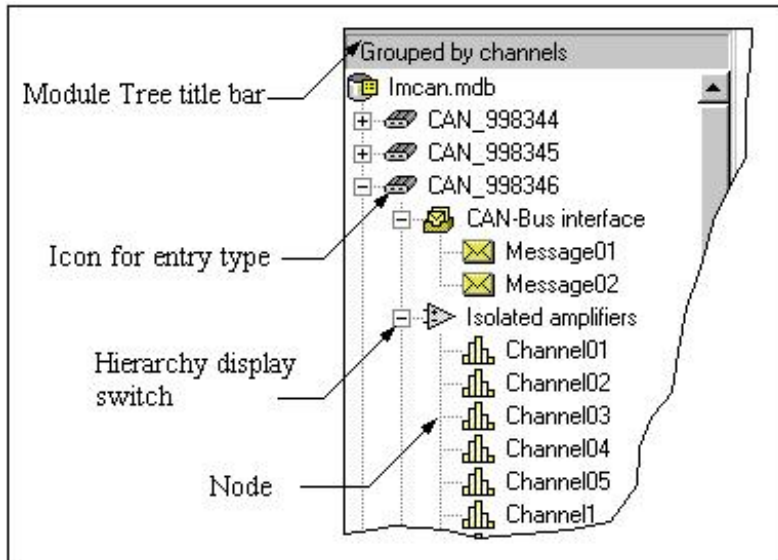 Grouped by channels
Module Tree title bar
Imcan.mdb
CAN_998344
CAN_998345
CAN_998346
Icon for entry type
CAN-Bus interface
Message01
Message02
Isolated amplifiers
Hierarchy display
switch
Channel01
Channel02
Channel03
Channel04
Channel05
Channel1
Node